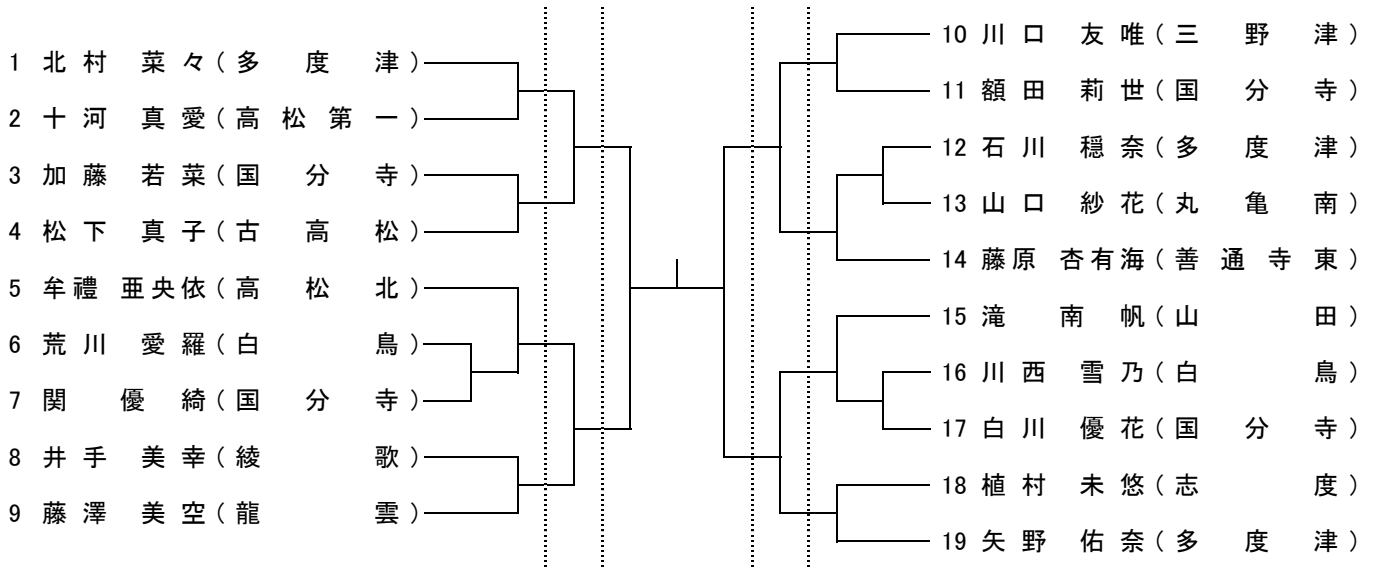 1 北村 菜々(多度津)
2 十河 真愛(高松第一)
3 加藤 若菜(国分寺)
4 松下 真子(古高松)
5 牟禮 亜央依(高松北)
6 荒川 愛羅(白鳥)
7 関 優綺(国分寺)
8 井手 美幸(綾歌)
9 藤澤 美空(龍雲)
10 川口 友唯(三野津)
11 額田 莉世(国分寺)
12 石川 穏奈(多度津)
13 山口 紗花(丸亀南)
14 藤原 杏有海(善通寺東)
15 滝 南帆(山田)
16 川西 雪乃(白鳥)
17 白川 優花(国分寺)
18 植村 未悠(志度)
19 矢野 佑奈(多度津)